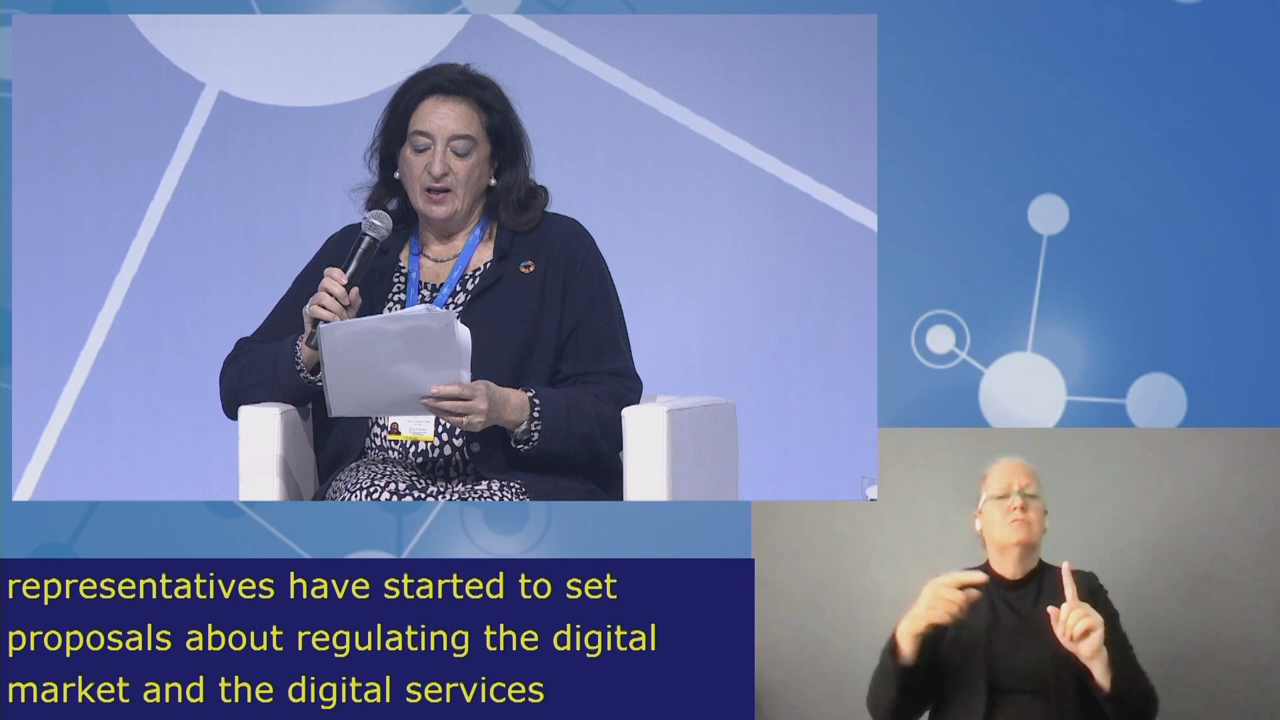 representatives have started to set
proposals about regulating the digital
market and the digital services